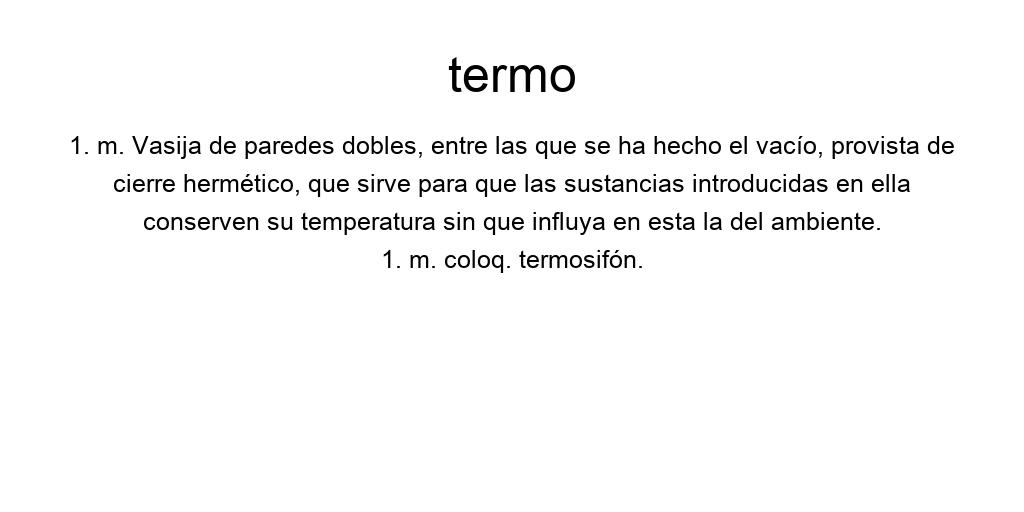 termo
1. m. Vasija de paredes dobles, entre las que se ha hecho el vacío, provista de
cierre hermético, que sirve para que las sustancias introducidas en ella
conserven su temperatura sin que influya en esta la del ambiente.
1. m. coloq. termosifón.